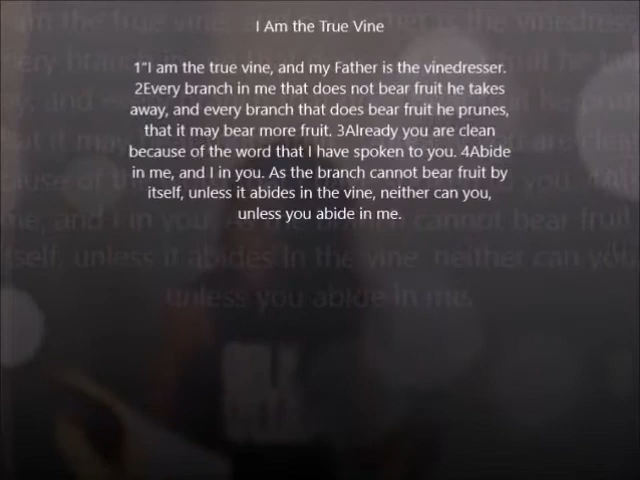 I Am the True Vine
1“I am the true vine, and my Father is the vinedresser.
2Every branch in me that does not bear fruit he takes
away, and every branch that does bear fruit he prunes,
that it may bear more fruit. 3Already you are clean
because of the word that I have spoken to you. 4Abide
in me, and I in you. As the branch cannot bear fruit by
itself, unless it abides in the vine, neither can you,
unless you abide in me.